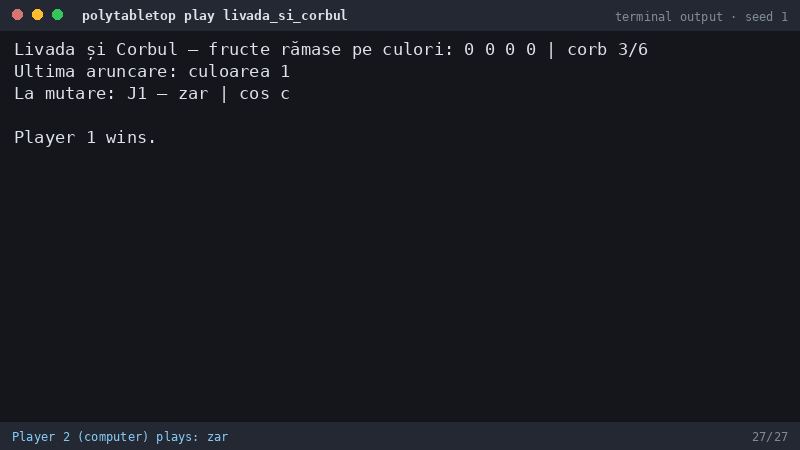 polytabletop play livada_si_corbul
terminal output · seed 1
Livada și Corbul — fructe rămase pe culori: 0 0 0 0 | corb 3/6
Ultima aruncare: culoarea 1
La mutare: J1 — zar | cos c
Player 1 wins.
Player 2 (computer) plays: zar
27/27